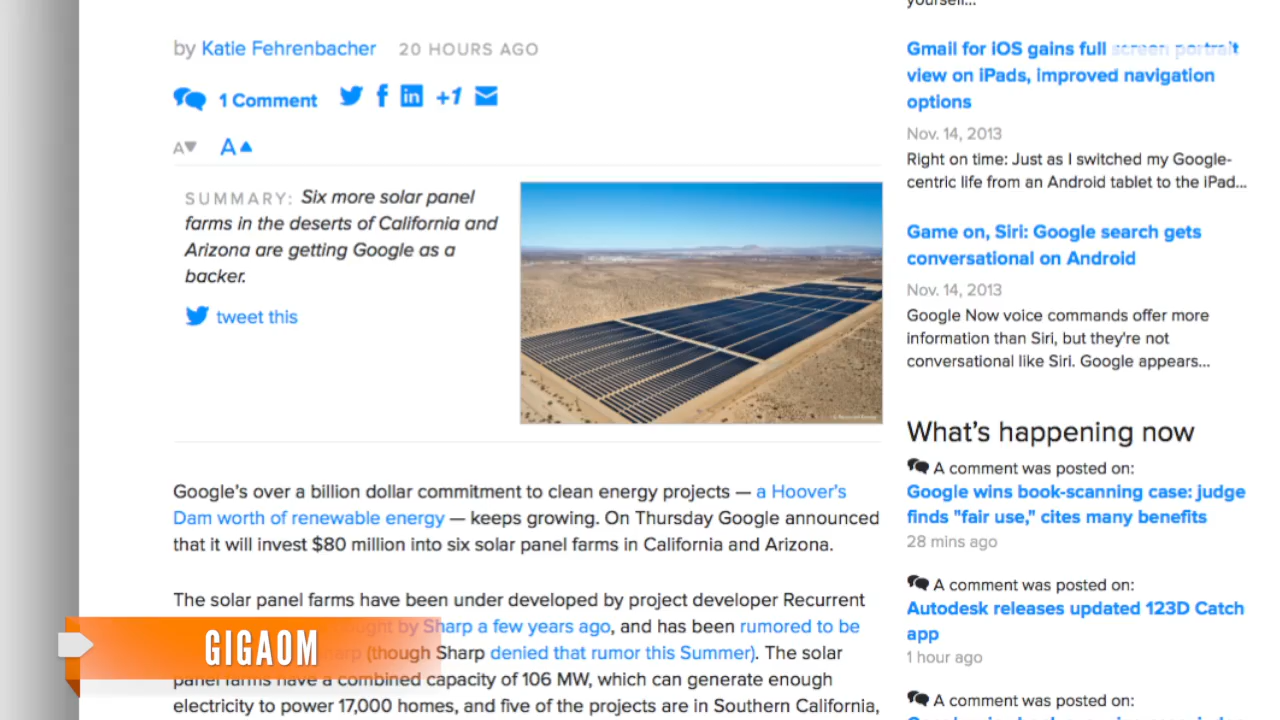 yourself...
by Katie Fehrenbacher 20 HOURS AGO
1 Comment +1
A A
SUMMARY: Six more solar panel
farms in the deserts of California and
Arizona are getting Google as a
backer.
tweet this
Google's over a billion dollar commitment to clean energy projects — a Hoover's
Dam worth of renewable energy — keeps growing. On Thursday Google announced
that it will invest $80 million into six solar panel farms in California and Arizona.
The solar panel farms have been under developed by project developer Recurrent
by Sharp a few years ago, and has been rumored to be
(though Sharp denied that rumor this Summer). The solar
panel farms have a combined capacity of 106 MW, which can generate enough
electricity to power 17,000 homes, and five of the projects are in Southern California,
GIGAOM
Gmail for iOS gains full screen portrait
view on iPads, improved navigation
options
Nov. 14, 2013
Right on time: Just as I switched my Google-
centric life from an Android tablet to the iPad...
Game on, Siri: Google search gets
conversational on Android
Nov. 14, 2013
Google Now voice commands offer more
information than Siri, but they're not
conversational like Siri. Google appears...
What's happening now
A comment was posted on:
Google wins book-scanning case: judge
finds "fair use," cites many benefits
28 mins ago
A comment was posted on:
Autodesk releases updated 123D Catch
app
1 hour ago
A comment was posted on: